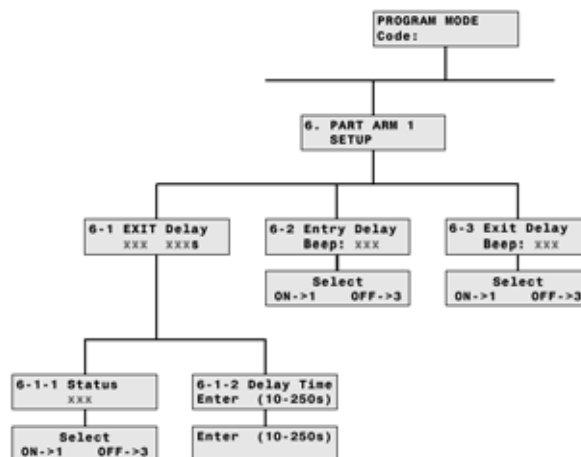 PROGRAM MODE
Code:
6. PART ARM 1
SETUP
6-1 EXIT Delay
xxx xxxs
6-2 Entry Delay
Beep: xxx
6-3 Exit Delay
Beep: xxx
Select
ON->1 OFF->3
Select
ON->1 OFF->3
6-1-1 Status
xxx
6-1-2 Delay Time
Enter (10-250s)
Select
ON->1 OFF->3
Enter (10-250s)